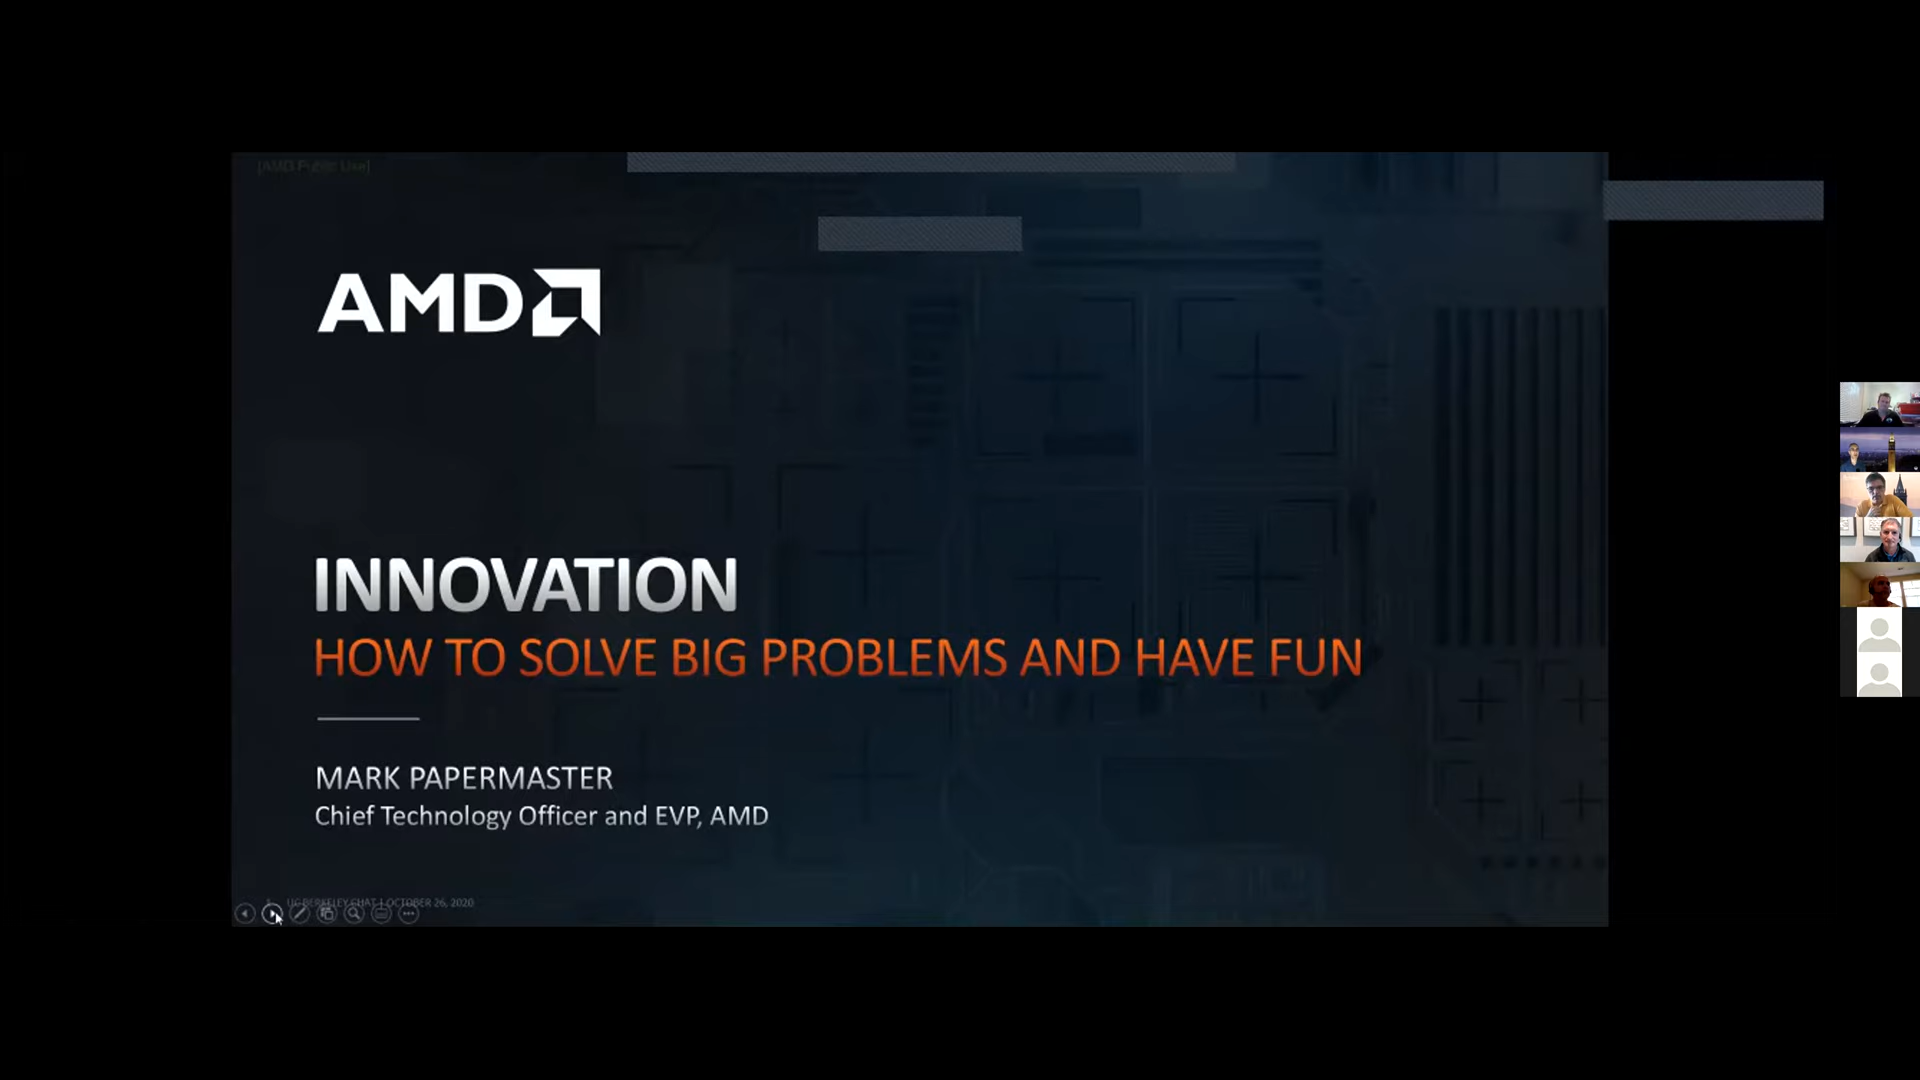 [AMD Public Use]
AMD
INNOVATION
HOW TO SOLVE BIG PROBLEMS AND HAVE FUN
MARK PAPERMASTER
Chief Technology Officer and EVP, AMD
UC BERKELEY CHAT | OCTOBER 26, 2020